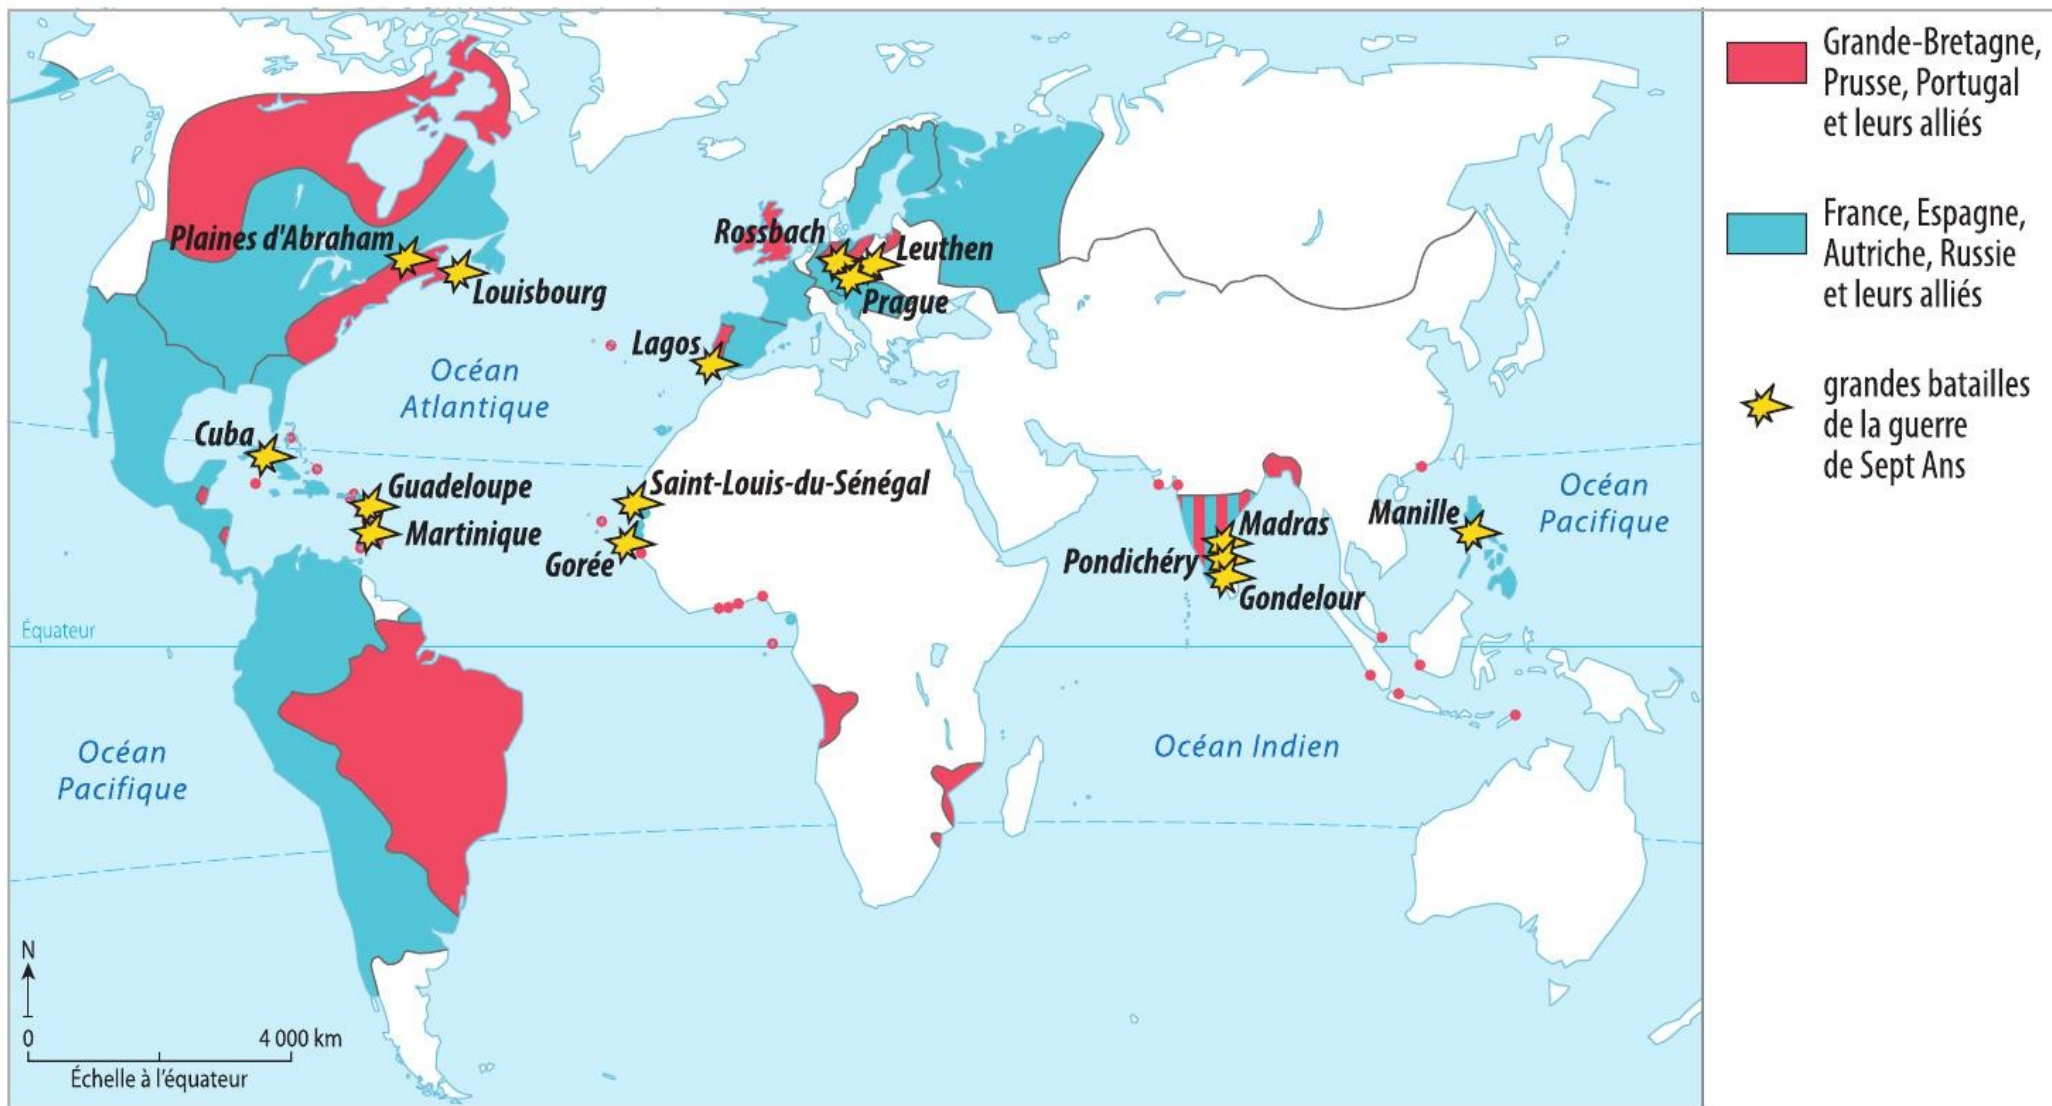 Grande-Bretagne,
Prusse, Portugal
et leurs alliés
France, Espagne,
Autriche, Russie
et leurs alliés
grandes batailles
de la guerre
de Sept Ans
Plaines d'Abraham
Louisbourg
Rossbach
Leuthen
Prague
Lagos
Océan
Atlantique
Cuba
Guadeloupe
Martinique
Saint-Louis-du-Sénégal
Gorée
Madras
Pondichéry
Gondelour
Manille
Océan
Pacifique
Équateur
Océan
Pacifique
Océan Indien
N
0
4 000 km
Échelle à l'équateur